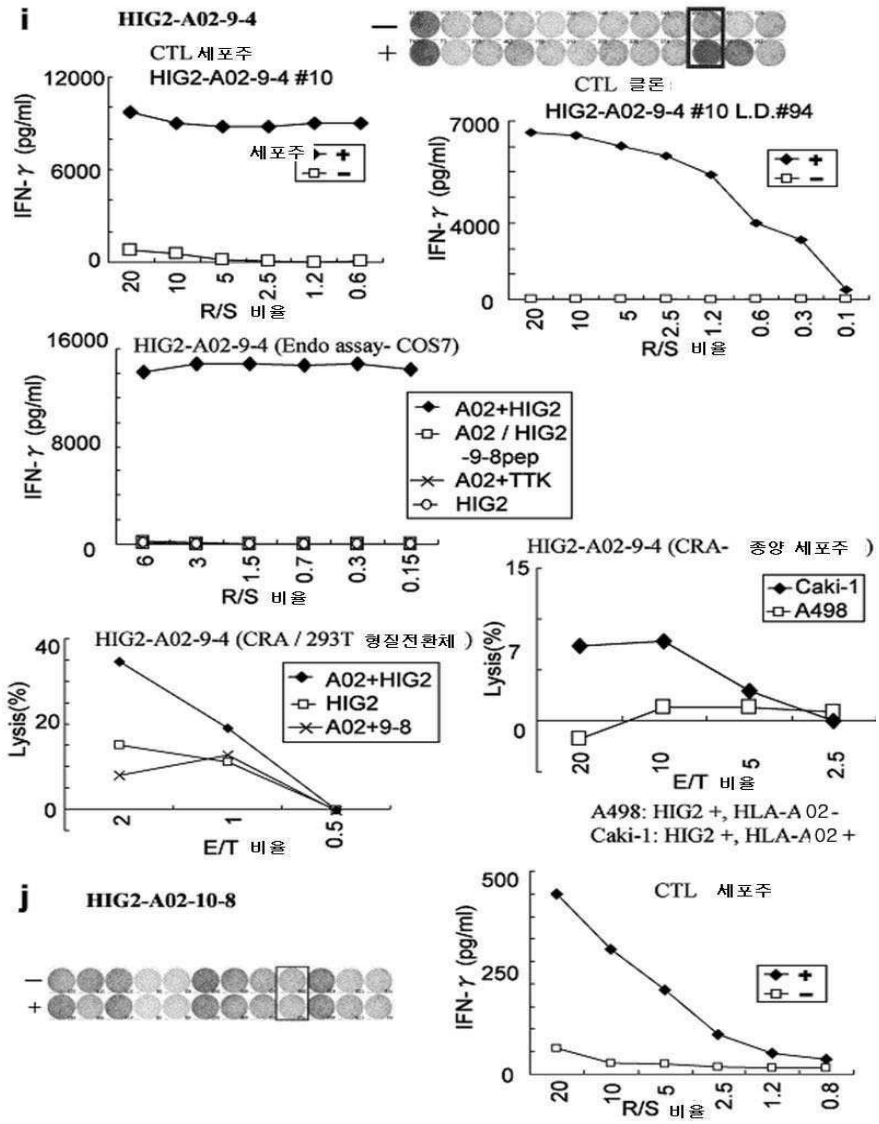 i HIG2-A02-9-4
−
+
CTL 세포주
HIG2-A02-9-4 #10
12000
6000
0
IFN-γ (pg/ml)
세포주
+
−
20 10 5 2.5 1.2 0.6
R/S 비율
CTL 클론
HIG2-A02-9-4 #10 L.D.#94
7000
4000
0
IFN-γ (pg/ml)
+
−
20 10 5 2.5 1.2 0.6 0.3 0.1
R/S 비율
HIG2-A02-9-4 (Endo assay- COS7)
16000
8000
0
IFN-γ (pg/ml)
A02+HIG2
A02 / HIG2
-9-8pep
A02+TTK
HIG2
6 3 1.5 0.7 0.3 0.15
R/S 비율
HIG2-A02-9-4 (CRA- 종양 세포주 )
15
7
0
Lysis(%)
Caki-1
A498
20 10 5 2.5
E/T 비율
A498: HIG2 +, HLA-A02-
Caki-1: HIG2 +, HLA-A02 +
HIG2-A02-9-4 (CRA / 293T 형질전환체 )
40
20
0
Lysis(%)
A02+HIG2
HIG2
A02+9-8
2 1 0.5
E/T 비율
j HIG2-A02-10-8
−
+
CTL 세포주
500
250
0
IFN-γ (pg/ml)
+
−
20 10 5 2.5 1.2 0.8
R/S 비율